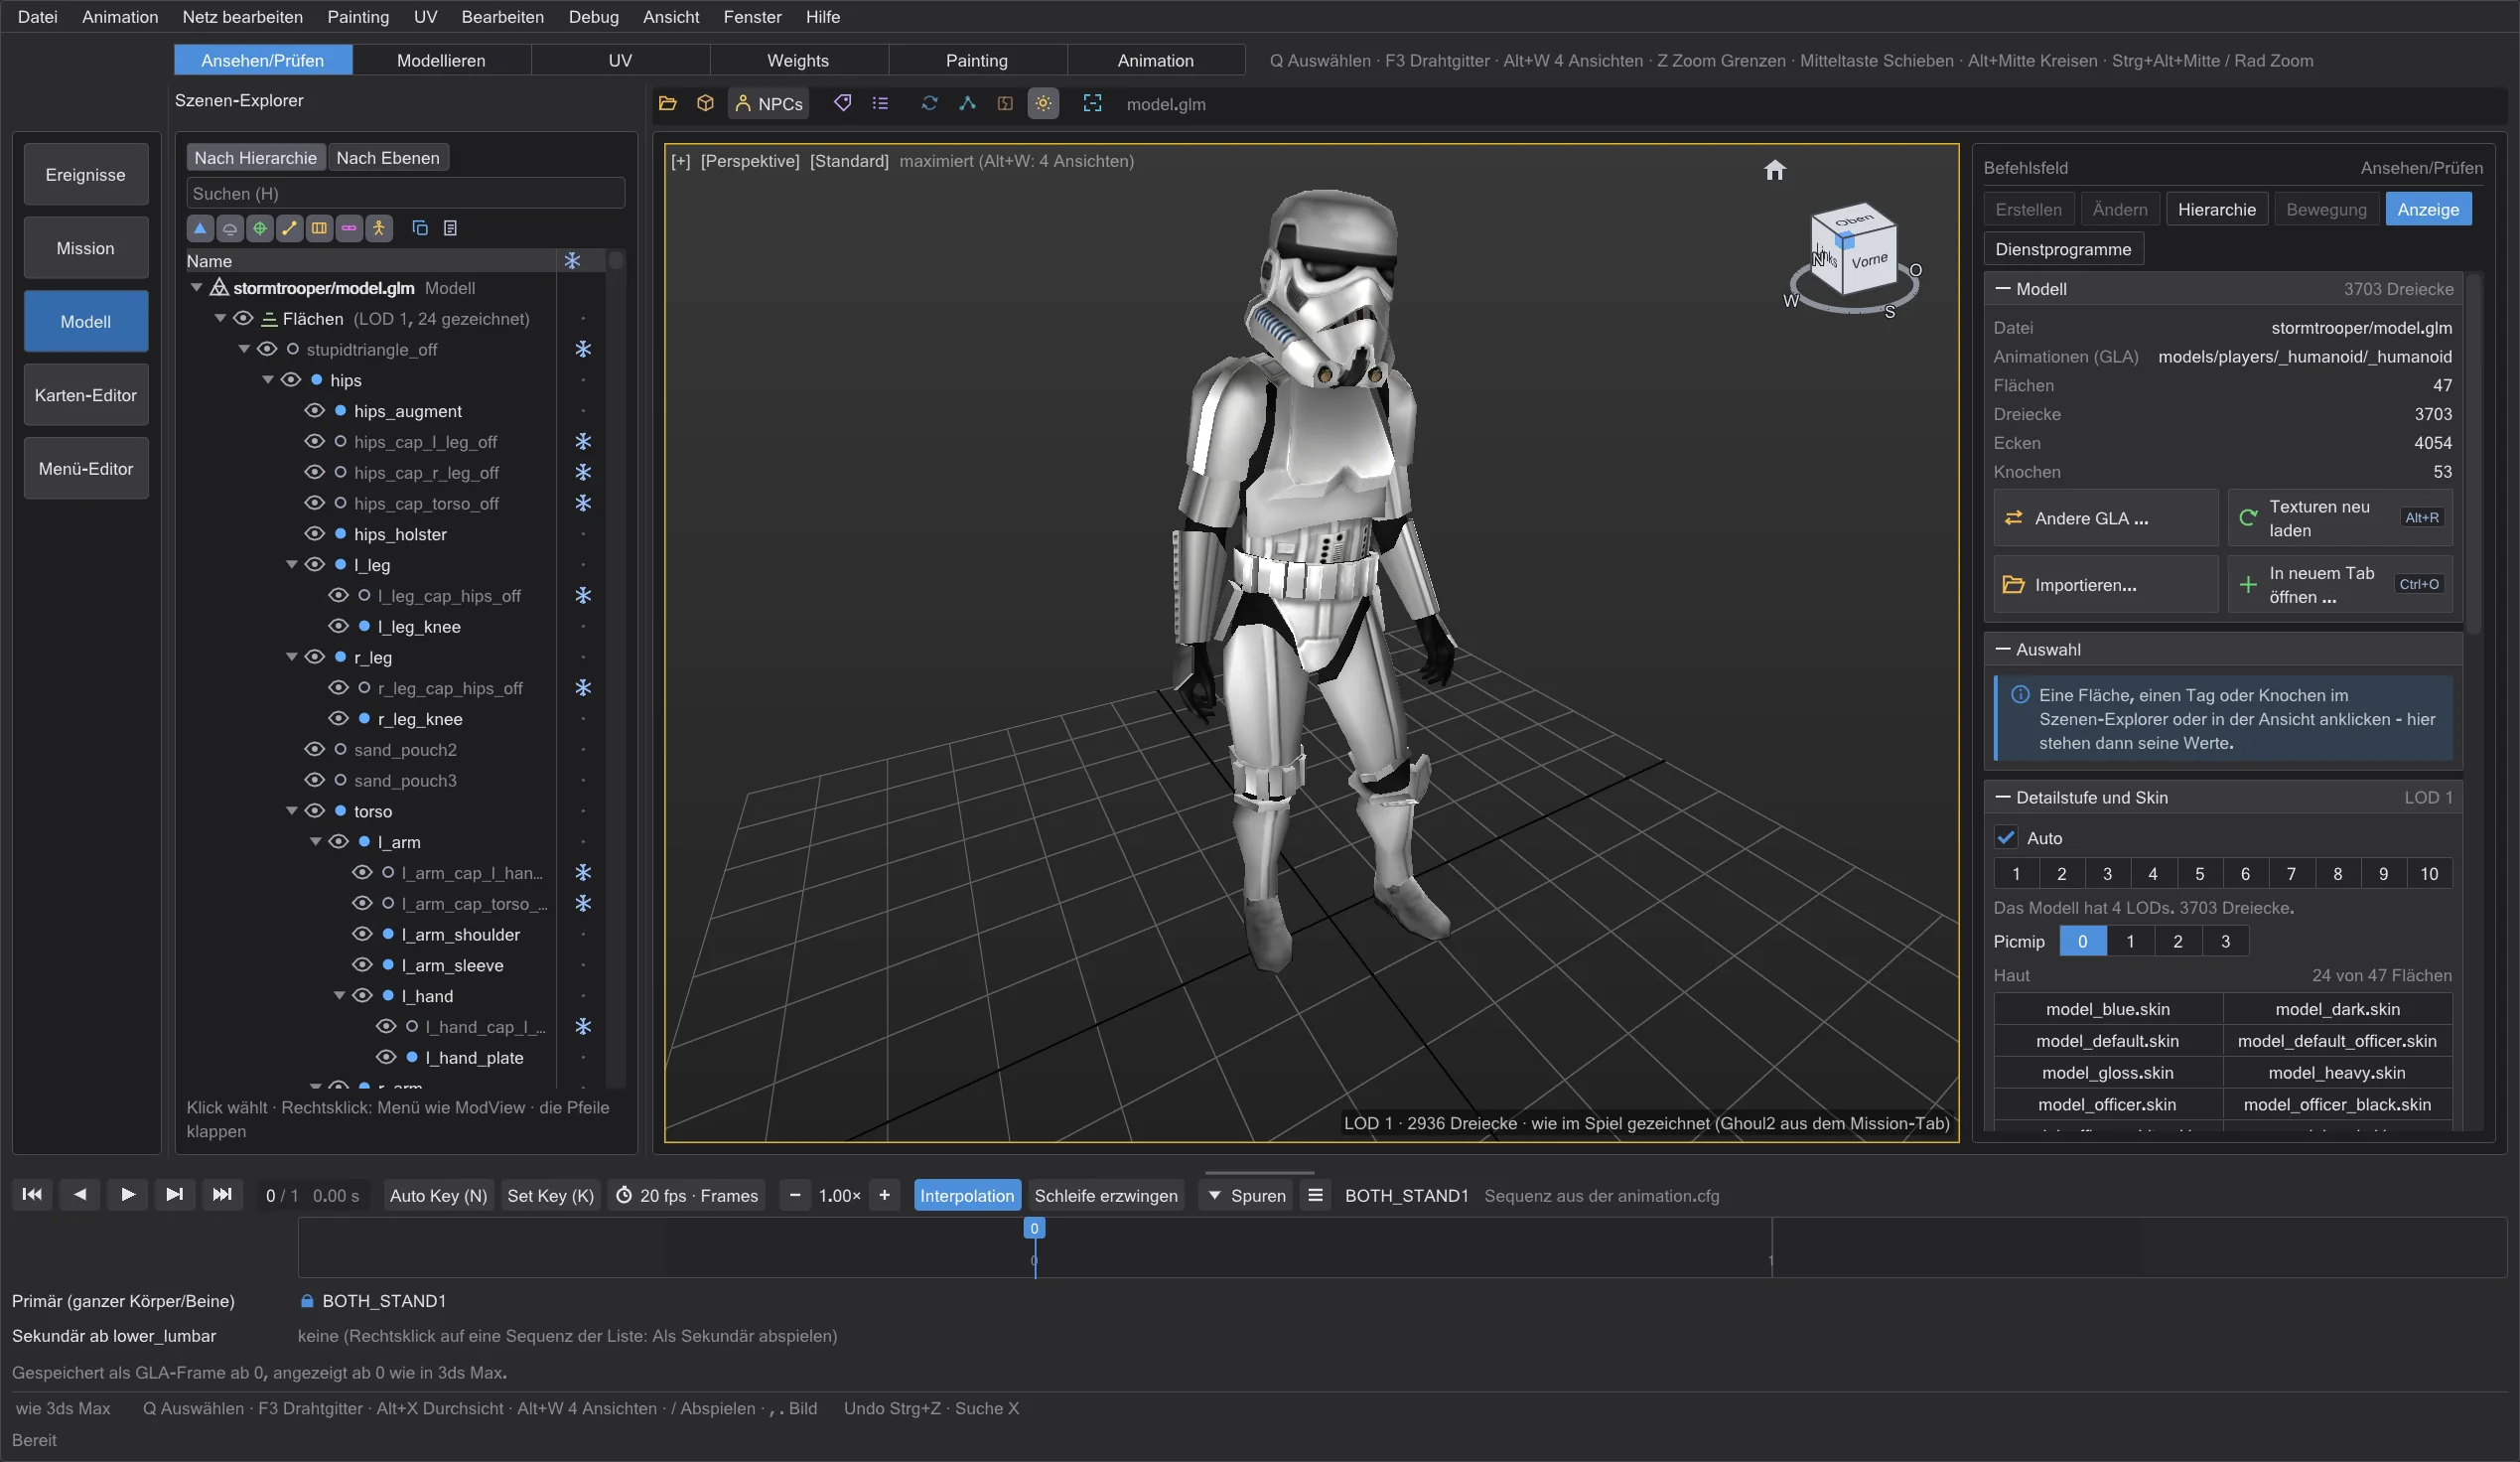 Datei Animation Netz bearbeiten Painting UV Bearbeiten Debug Ansicht Fenster Hilfe
Ansehen/Prüfen Modellieren UV Weights Painting Animation Q Auswählen · F3 Drahtgitter · Alt+W 4 Ansichten · Z Zoom Grenzen · Mitteltaste Schieben · Alt+Mitte Kreisen · Strg+Alt+Mitte / Rad Zoom
Szenen-Explorer
NPCs model.glm
Ereignisse
Mission
Modell
Karten-Editor
Menü-Editor
Nach Hierarchie Nach Ebenen
Suchen (H)
Name
stormtrooper/model.glm Modell
Flächen (LOD 1, 24 gezeichnet)
stupidtriangle_off
hips
hips_augment
hips_cap_l_leg_off
hips_cap_r_leg_off
hips_cap_torso_off
hips_holster
l_leg
l_leg_cap_hips_off
l_leg_knee
r_leg
r_leg_cap_hips_off
r_leg_knee
sand_pouch2
sand_pouch3
torso
l_arm
l_arm_cap_l_han...
l_arm_cap_torso_...
l_arm_shoulder
l_arm_sleeve
l_hand
l_hand_cap_l_...
l_hand_plate
r_arm
Klick wählt · Rechtsklick: Menü wie ModView · die Pfeile
klappen
[+] [Perspektive] [Standard] maximiert (Alt+W: 4 Ansichten)
Oben
Vorne
N
O
W
S
LOD 1 · 2936 Dreiecke · wie im Spiel gezeichnet (Ghoul2 aus dem Mission-Tab)
Befehlsfeld Ansehen/Prüfen
Erstellen Ändern Hierarchie Bewegung Anzeige
Dienstprogramme
Modell 3703 Dreiecke
Datei stormtrooper/model.glm
Animationen (GLA) models/players/_humanoid/_humanoid
Flächen 47
Dreiecke 3703
Ecken 4054
Knochen 53
Andere GLA ...
Texturen neu
laden
Alt+R
Importieren...
In neuem Tab
öffnen ...
Ctrl+O
Auswahl
Eine Fläche, einen Tag oder Knochen im
Szenen-Explorer oder in der Ansicht anklicken - hier
stehen dann seine Werte.
Detailstufe und Skin LOD 1
Auto
1 2 3 4 5 6 7 8 9 10
Das Modell hat 4 LODs. 3703 Dreiecke.
Picmip 0 1 2 3
Haut 24 von 47 Flächen
model_blue.skin model_dark.skin
model_default.skin model_default_officer.skin
model_gloss.skin model_heavy.skin
model_officer.skin model_officer_black.skin
0 / 1 0.00 s Auto Key (N) Set Key (K) 20 fps · Frames − 1.00× + Interpolation Schleife erzwingen Spuren BOTH_STAND1 Sequenz aus der animation.cfg
0
0 1
Primär (ganzer Körper/Beine) BOTH_STAND1
Sekundär ab lower_lumbar keine (Rechtsklick auf eine Sequenz der Liste: Als Sekundär abspielen)
Gespeichert als GLA-Frame ab 0, angezeigt ab 0 wie in 3ds Max.
wie 3ds Max Q Auswählen · F3 Drahtgitter · Alt+X Durchsicht · Alt+W 4 Ansichten · / Abspielen · , . Bild Undo Strg+Z · Suche X
Bereit